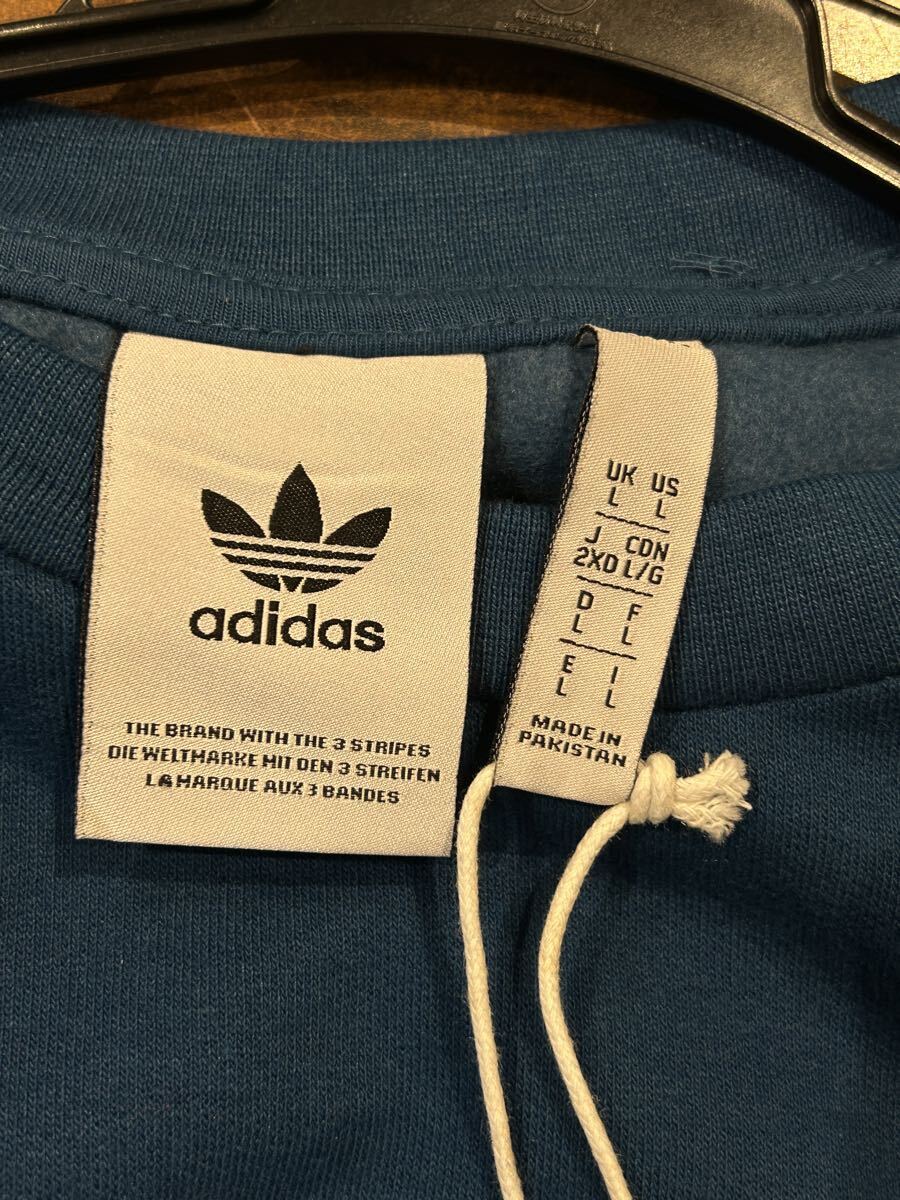 adidas
THE BRAND WITH THE 3 STRIPES
DIE WELTMARKE MIT DEN 3 STREIFEN
LA MARQUE AUX 3 BANDES
UK US
L L
J CDN
2XO L/G
D F
L L
E I
L L
MADE IN
PAKISTAN